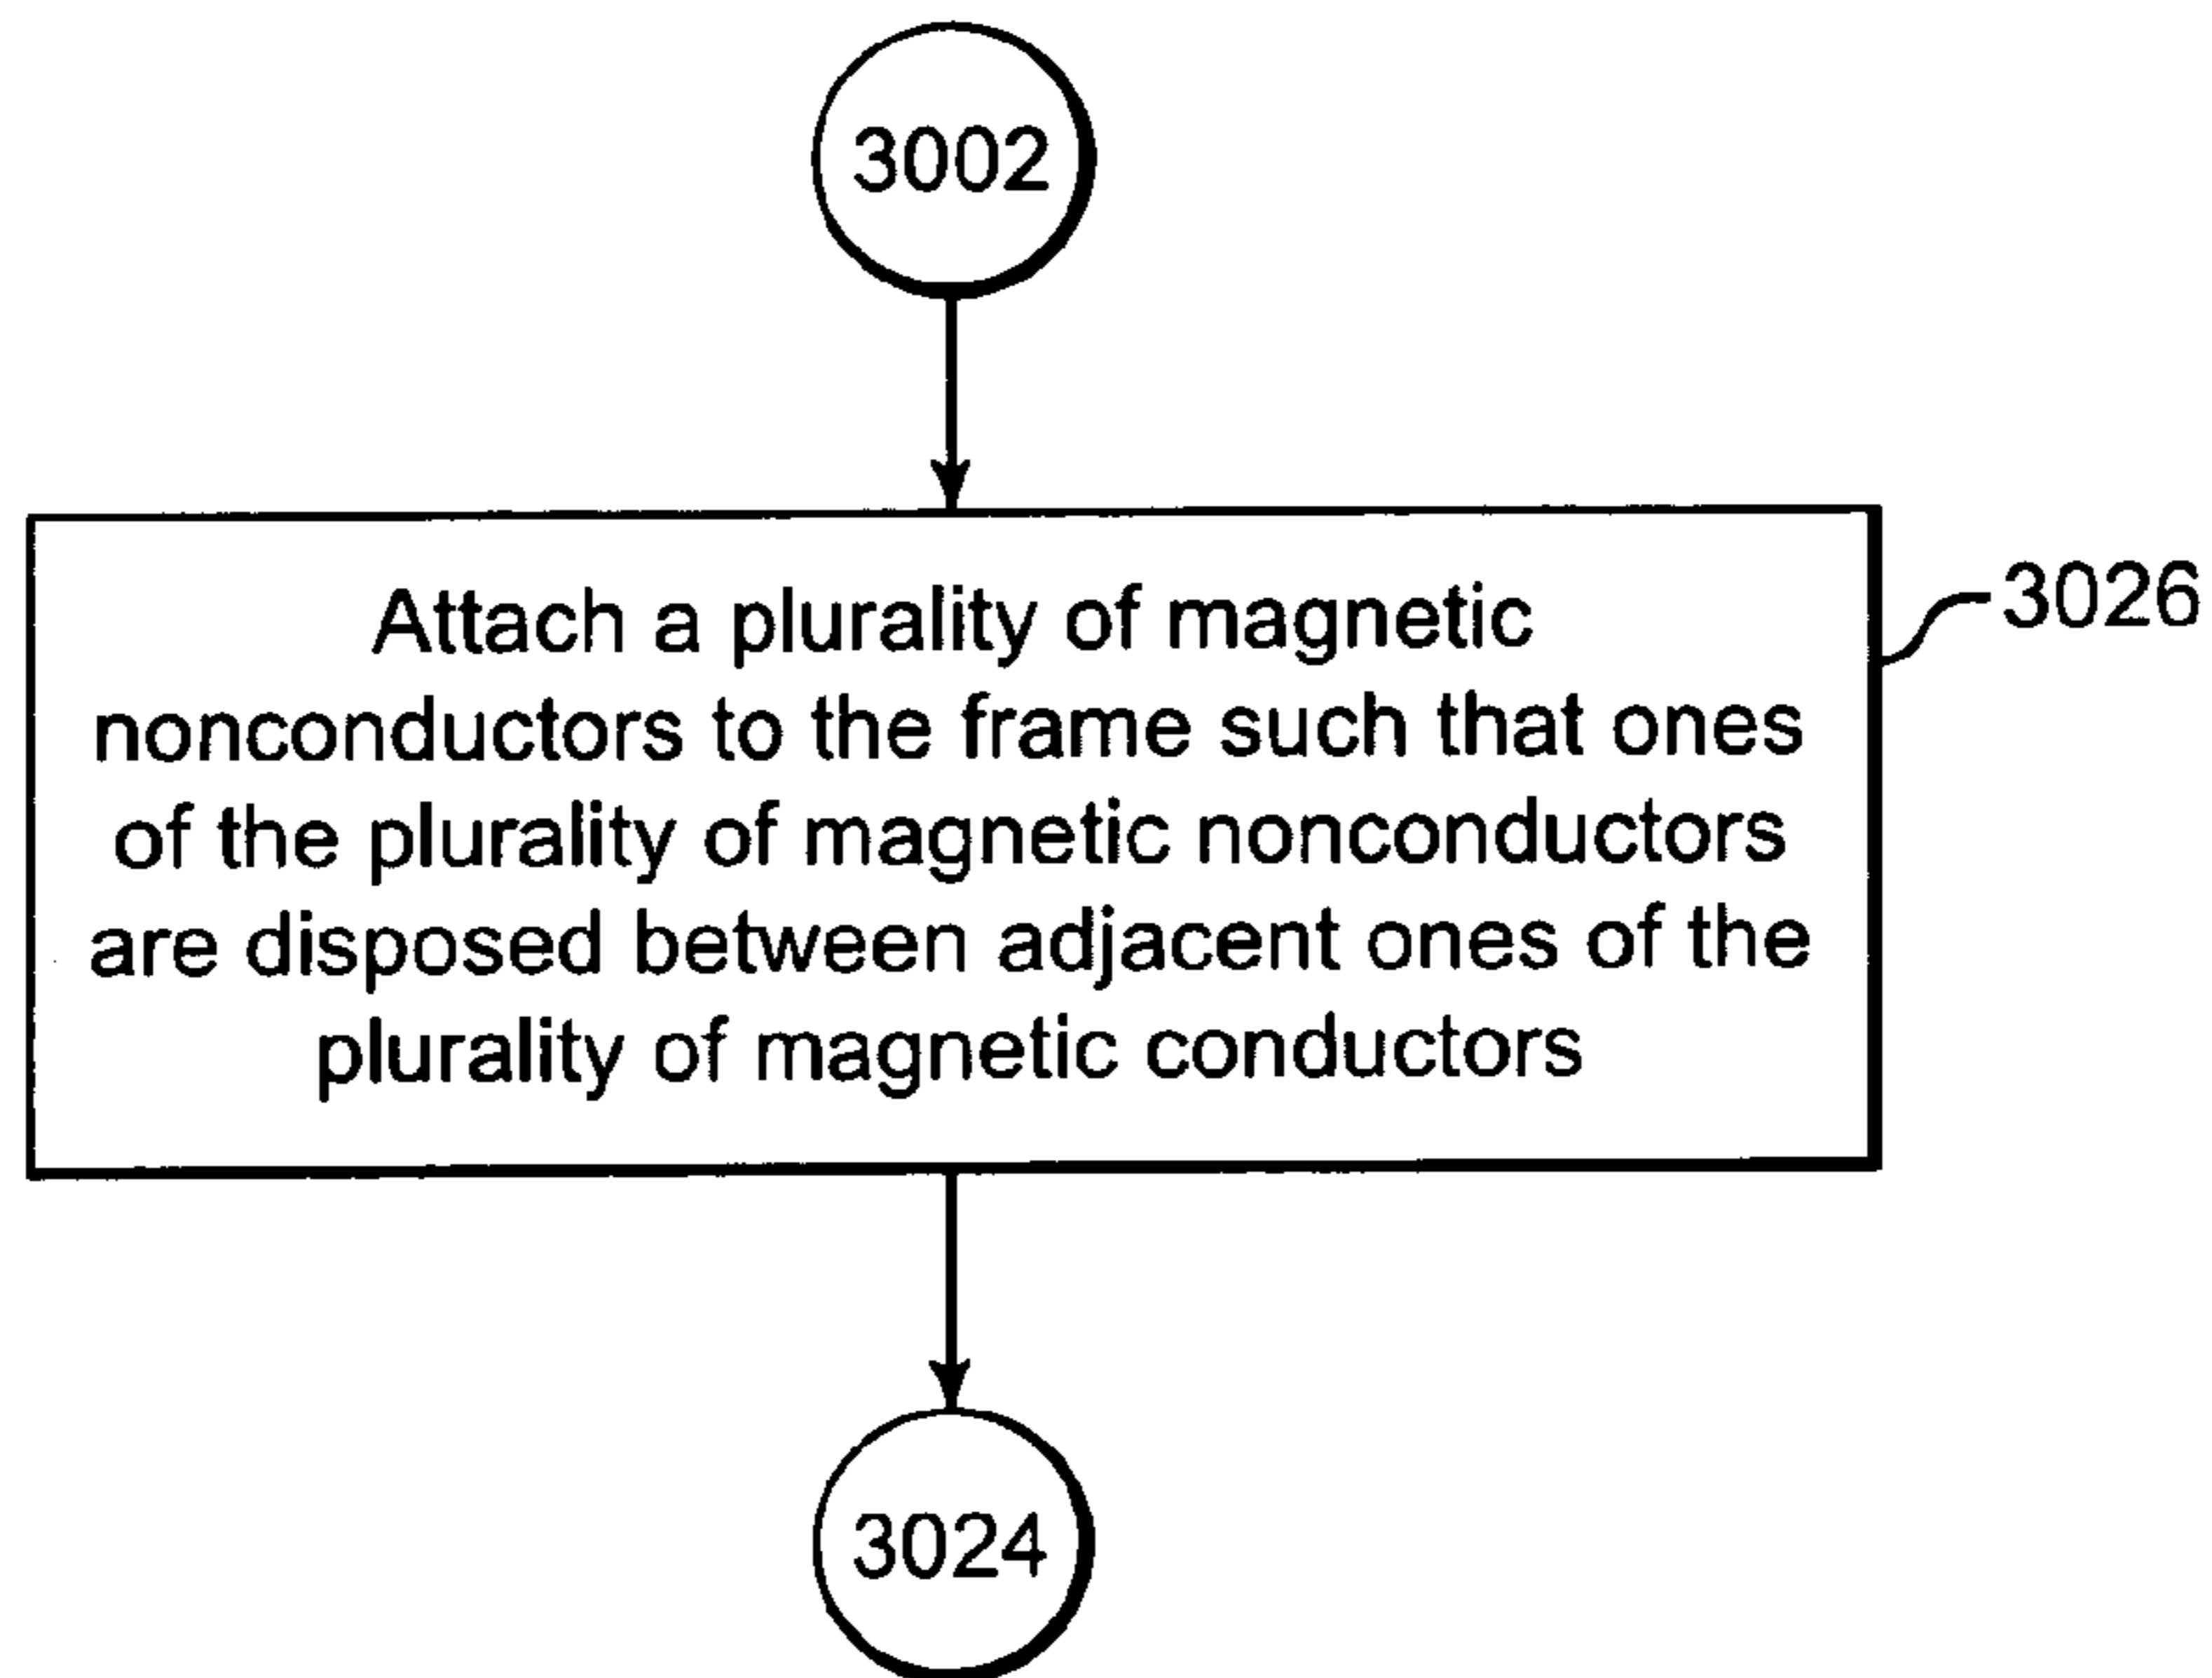 3002
Attach a plurality of magnetic
nonconductors to the frame such that ones
of the plurality of magnetic nonconductors
are disposed between adjacent ones of the
plurality of magnetic conductors
3026
3024